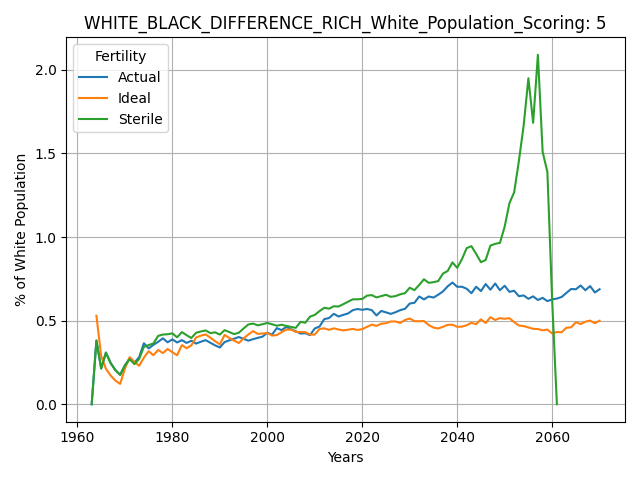 WHITE_BLACK_DIFFERENCE_RICH_White_Population_Scoring: 5
Fertility
Actual
Ideal
Sterile
% of White Population
2.0
1.5
1.0
0.5
0.0
1960 1980 2000 2020 2040 2060
Years